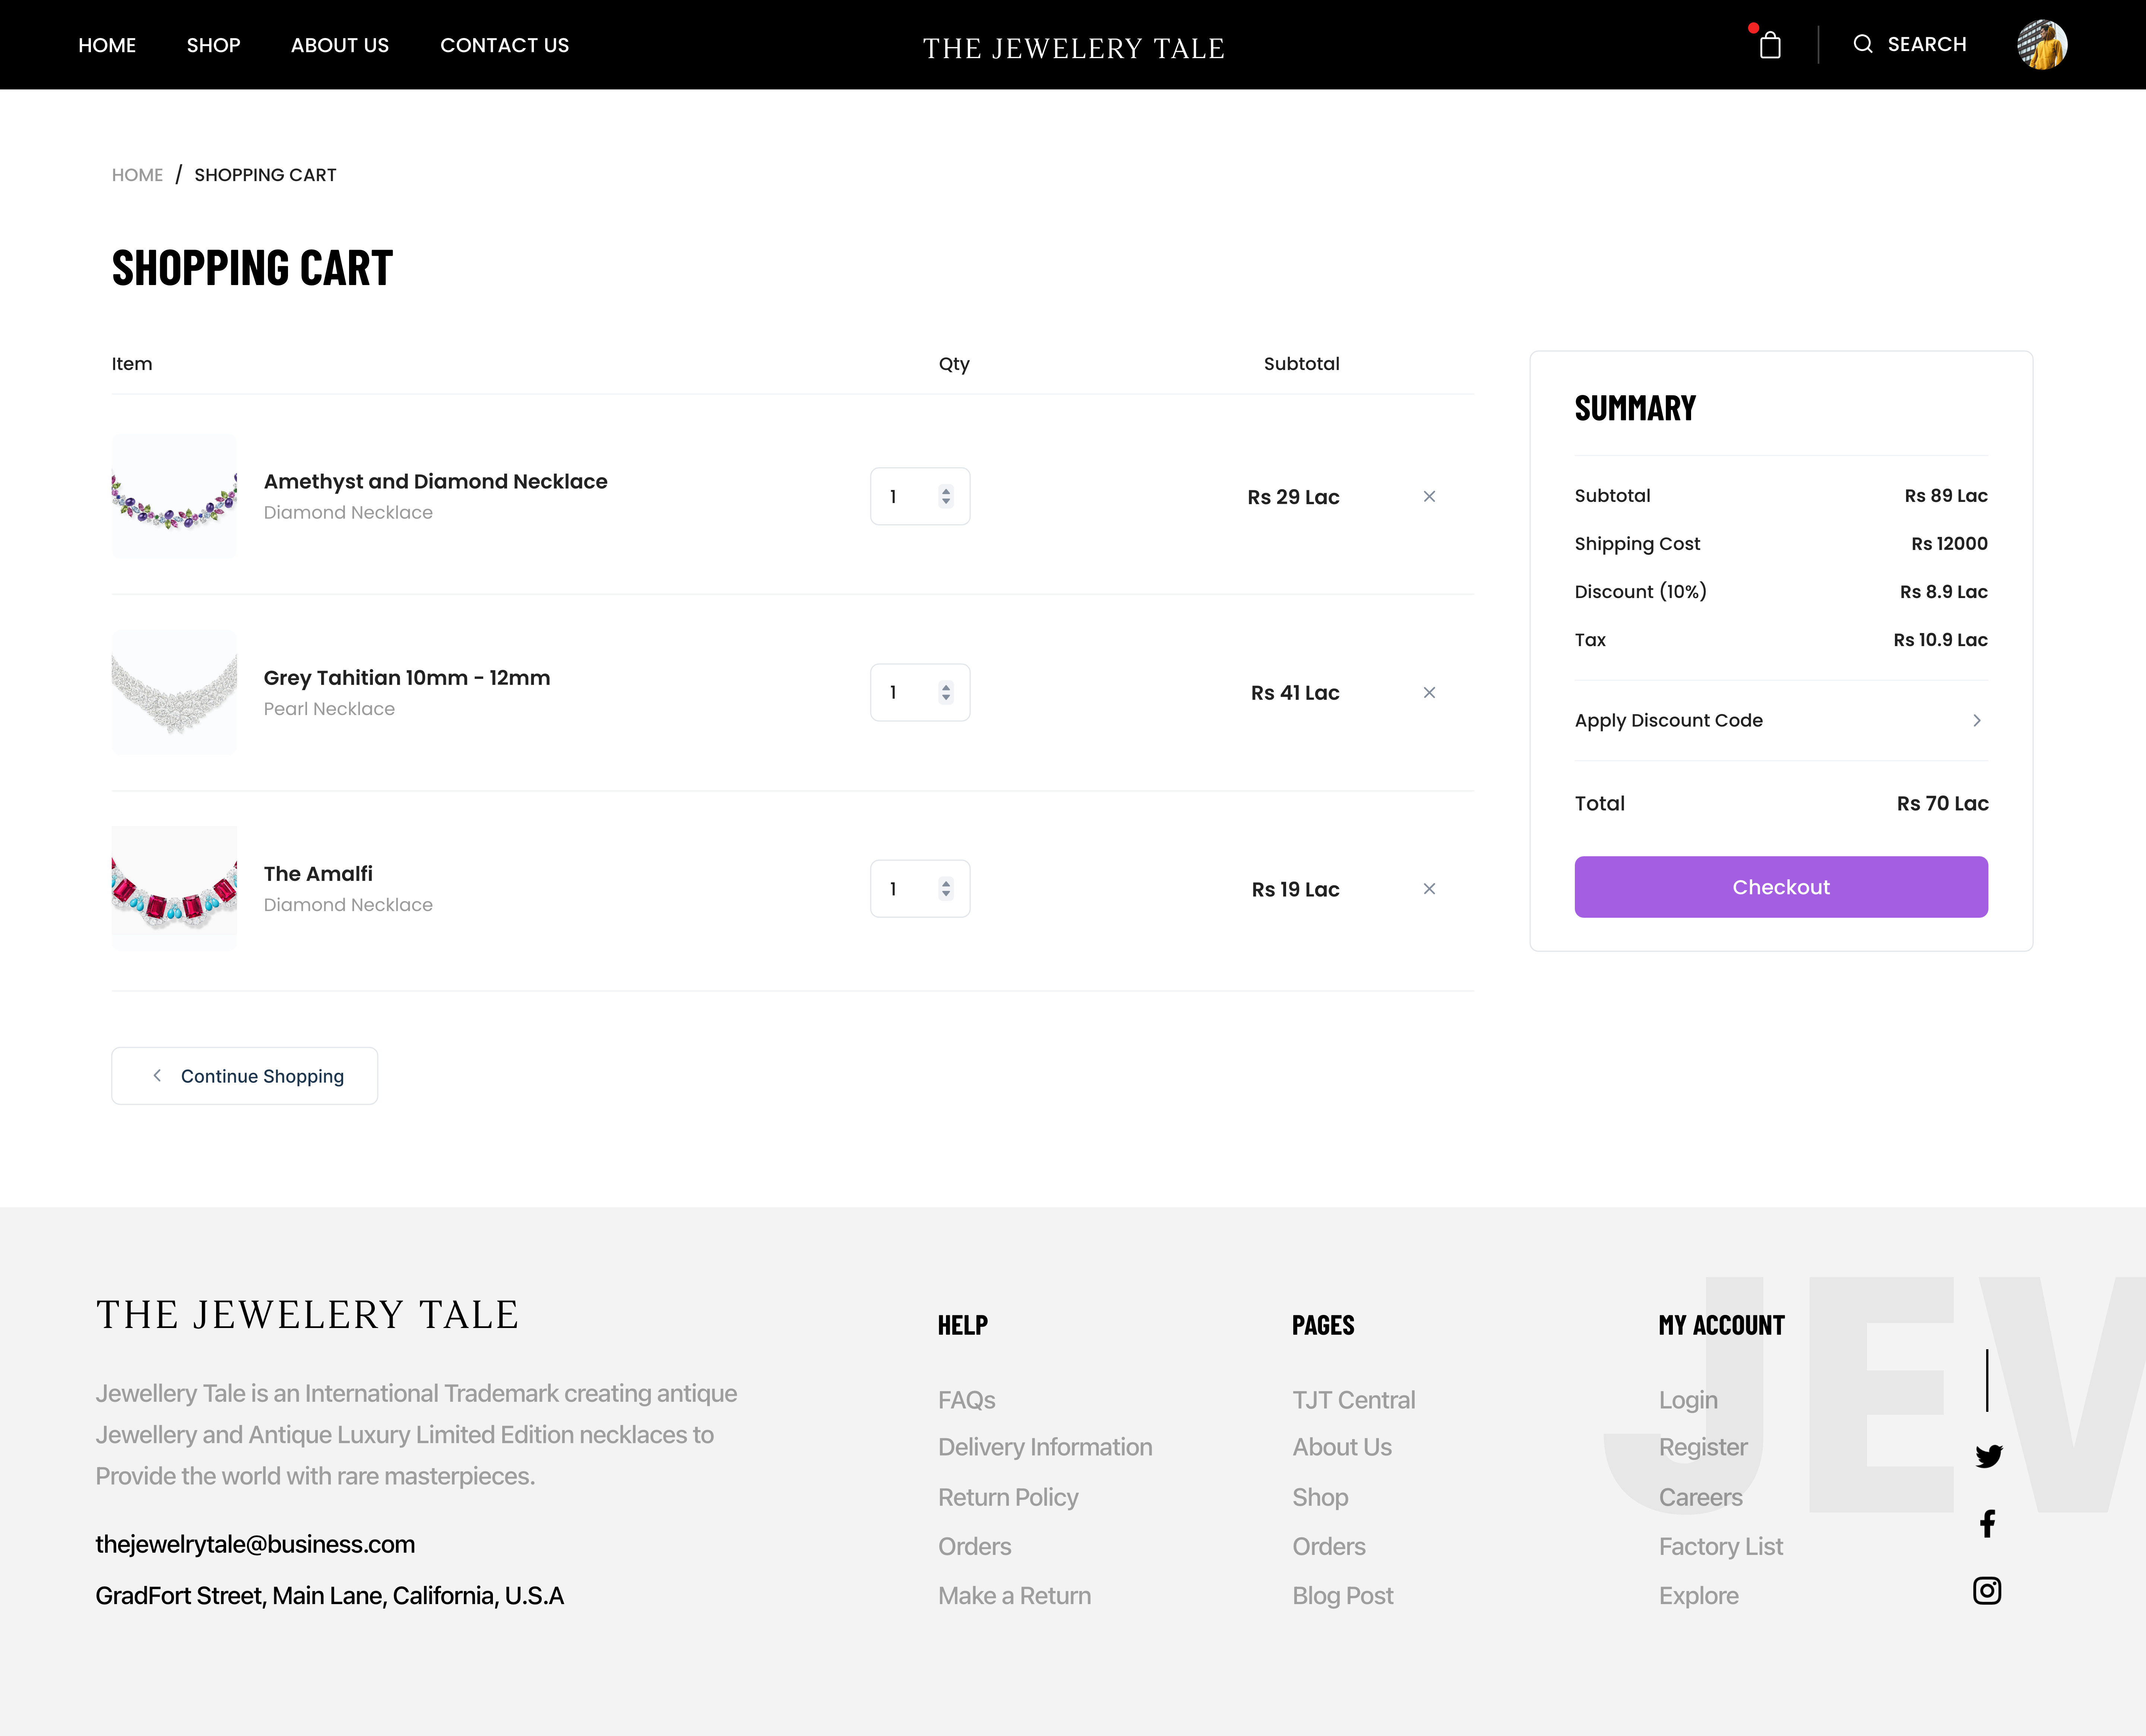 HOME SHOP ABOUT US CONTACT US THE JEWELERY TALE SEARCH
HOME / SHOPPING CART
SHOPPING CART
Item Qty Subtotal
Amethyst and Diamond Necklace
Diamond Necklace
1 Rs 29 Lac
Grey Tahitian 10mm - 12mm
Pearl Necklace
1 Rs 41 Lac
The Amalfi
Diamond Necklace
1 Rs 19 Lac
Continue Shopping
SUMMARY
Subtotal Rs 89 Lac
Shipping Cost Rs 12000
Discount (10%) Rs 8.9 Lac
Tax Rs 10.9 Lac
Apply Discount Code
Total Rs 70 Lac
Checkout
THE JEWELERY TALE
Jewellery Tale is an International Trademark creating antique
Jewellery and Antique Luxury Limited Edition necklaces to
Provide the world with rare masterpieces.
thejewelrytale@business.com
GradFort Street, Main Lane, California, U.S.A
HELP
FAQs
Delivery Information
Return Policy
Orders
Make a Return
PAGES
TJT Central
About Us
Shop
Orders
Blog Post
MY ACCOUNT
Login
Register
Careers
Factory List
Explore
JEW